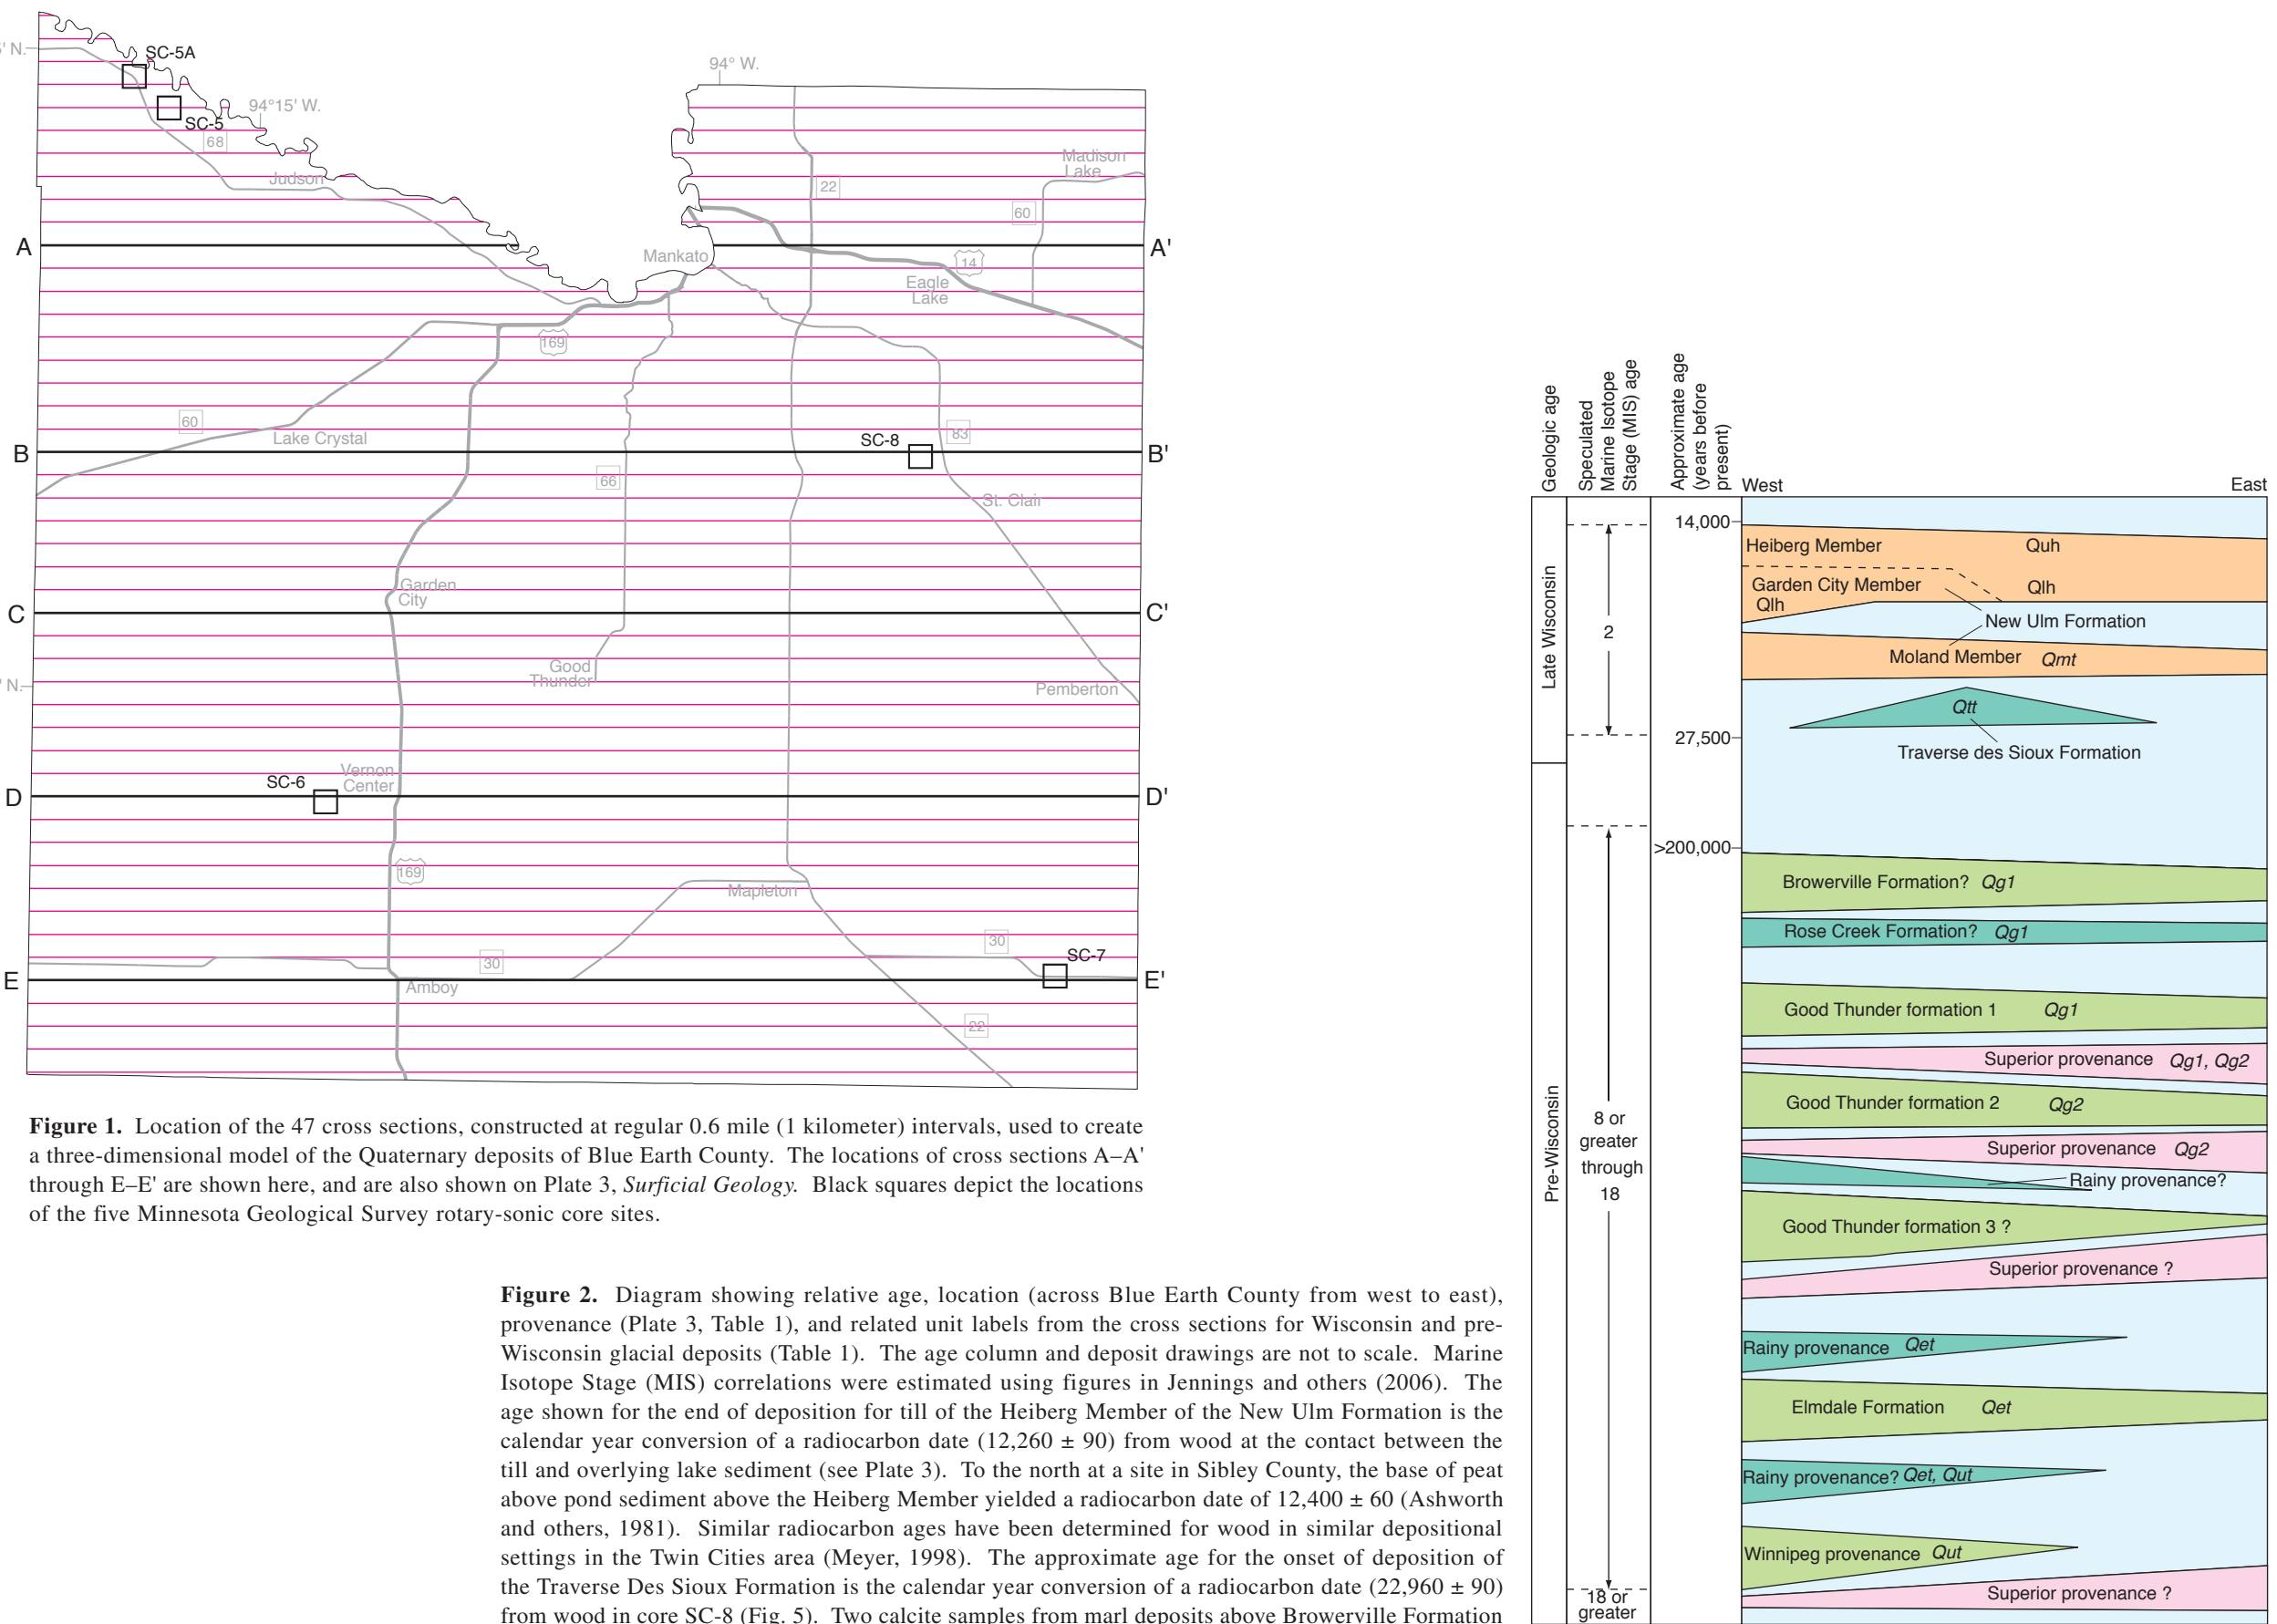 5' N.
SC-5A
94° W.
94°15' W.
SC-5
68
Judson
Madison
Lake
22
60
A
A'
Mankato
14
Eagle
Lake
169
60
Lake Crystal
83
SC-8
B
B'
66
St. Clair
Garden
City
C
C'
Good
Thunder
' N.
Pemberton
Vernon
Center
SC-6
D
D'
169
Mapleton
30
30
SC-7
E
E'
Amboy
22
Figure 1. Location of the 47 cross sections, constructed at regular 0.6 mile (1 kilometer) intervals, used to create
a three-dimensional model of the Quaternary deposits of Blue Earth County. The locations of cross sections A–A'
through E–E' are shown here, and are also shown on Plate 3, Surficial Geology. Black squares depict the locations
of the five Minnesota Geological Survey rotary-sonic core sites.
Figure 2. Diagram showing relative age, location (across Blue Earth County from west to east),
provenance (Plate 3, Table 1), and related unit labels from the cross sections for Wisconsin and pre-
Wisconsin glacial deposits (Table 1). The age column and deposit drawings are not to scale. Marine
Isotope Stage (MIS) correlations were estimated using figures in Jennings and others (2006). The
age shown for the end of deposition for till of the Heiberg Member of the New Ulm Formation is the
calendar year conversion of a radiocarbon date (12,260 ± 90) from wood at the contact between the
till and overlying lake sediment (see Plate 3). To the north at a site in Sibley County, the base of peat
above pond sediment above the Heiberg Member yielded a radiocarbon date of 12,400 ± 60 (Ashworth
and others, 1981). Similar radiocarbon ages have been determined for wood in similar depositional
settings in the Twin Cities area (Meyer, 1998). The approximate age for the onset of deposition of
the Traverse Des Sioux Formation is the calendar year conversion of a radiocarbon date (22,960 ± 90)
from wood in core SC-8 (Fig. 5). Two calcite samples from marl deposits above Browerville Formation
Geologic age
Speculated
Marine Isotope
Stage (MIS) age
Approximate age
(years before
present)
West
East
Late Wisconsin
Pre-Wisconsin
2
8 or
greater
through
18
18 or
greater
14,000
27,500
>200,000
Heiberg Member Quh
Garden City Member Qlh
Qlh
New Ulm Formation
Moland Member Qmt
Qtt
Traverse des Sioux Formation
Browerville Formation? Qg1
Rose Creek Formation? Qg1
Good Thunder formation 1 Qg1
Superior provenance Qg1, Qg2
Good Thunder formation 2 Qg2
Superior provenance Qg2
Rainy provenance?
Good Thunder formation 3 ?
Superior provenance ?
Rainy provenance Qet
Elmdale Formation Qet
Rainy provenance? Qet, Qut
Winnipeg provenance Qut
Superior provenance ?